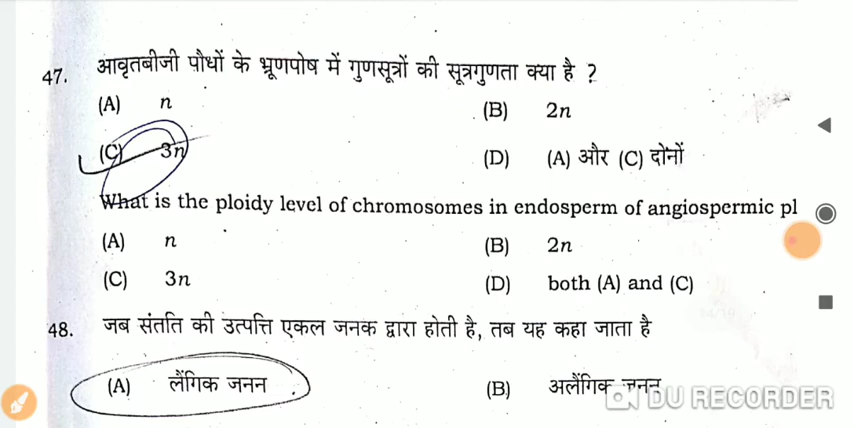 47. आवृतबीजी पौधों के भ्रूणपोष में गुणसूत्रों की सूत्रगुणता क्या है ?
(A) n (B) 2n
(C) 3n (D) (A) और (C) दोनों
What is the ploidy level of chromosomes in endosperm of angiospermic pl
(A) n (B) 2n
(C) 3n (D) both (A) and (C)
48. जब संतति की उत्पत्ति एकल जनक द्वारा होती है, तब यह कहा जाता है
(A) लैंगिक जनन (B) अलैंगिक जनन
DU RECORDER